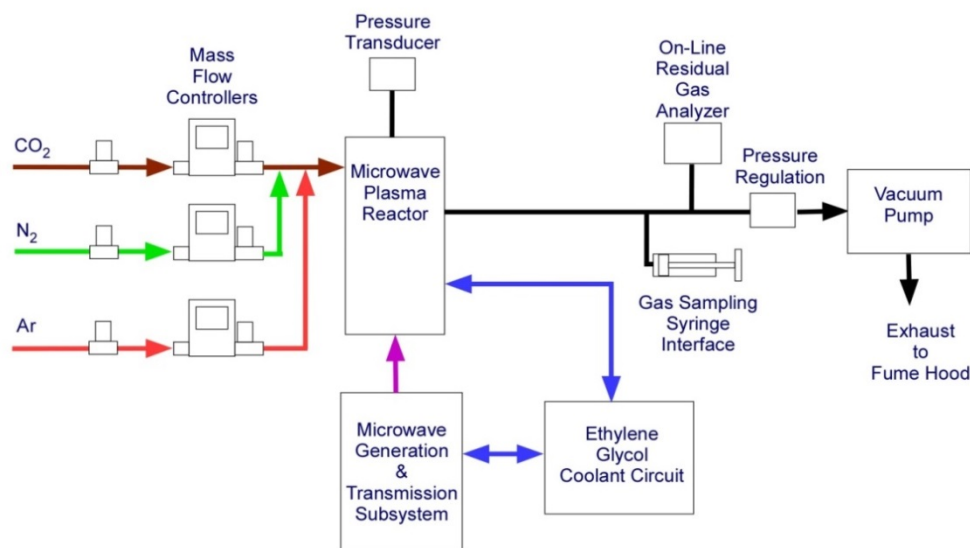 Pressure
Transducer
Mass
Flow
Controllers
On-Line
Residual
Gas
Analyzer
CO₂
Microwave
Plasma
Reactor
Pressure
Regulation
Vacuum
Pump
N₂
Gas Sampling
Syringe
Interface
Ar
Exhaust
to
Fume Hood
Microwave
Generation
&
Transmission
Subsystem
Ethylene
Glycol
Coolant Circuit